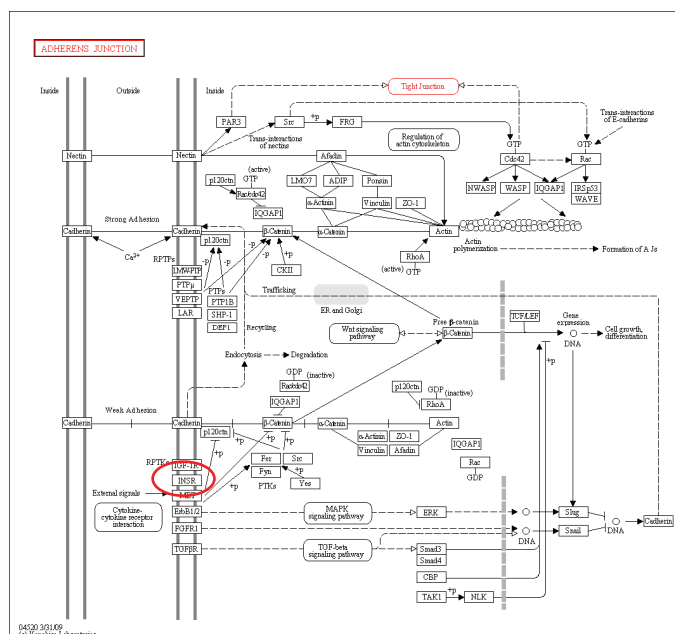 ADHERENS JUNCTION
Inside
Outside
Inside
Tight Junction
PAR3
Src
+p
FRG
Trans-interactions
of nectins
Regulation of
actin cytoskeleton
Trans-interactions
of E-cadherins
GTP
GTP
Nectin
Nectin
Afadin
Cdc42
Rac
p120ctn
(active)
GTP
Rac/cdc42
IQGAP1
LMO7
ADIP
Ponsin
α-Actinin
Vinculin
ZO-1
NWASP
WASP
IQGAP1
IRSp53
WAVE
Strong Adhesion
Cadherin
Cadherin
p120ctn
β-Catenin
α-Catenin
Actin
Ca2+
RPTPs
-p
-p
-p
+p
CKII
RhoA
(active)
GTP
Actin
polymerization
Formation of AJs
LMWPTP
PTPμ
VEPTP
LAR
PTPs
PTP1B
SHP-1
DEP1
Trafficking
ER and Golgi
Recycling
Wnt signaling
pathway
Free β-catenin
β-Catenin
TCF/LEF
Gene
expression
DNA
Cell growth,
differentiation
+p
Endocytosis
Degradation
GDP
(inactive)
Rac/cdc42
IQGAP1
p120ctn
GDP
(inactive)
RhoA
Weak Adhesion
Cadherin
Cadherin
p120ctn
β-Catenin
α-Catenin
Actin
+p
+p
+p
α-Actinin
ZO-1
Vinculin
Afadin
IQGAP1
Rac
GDP
RPTKs
IGF-1R
INSR
MET
Fer
Src
Fyn
Yes
PTKs
+p
+p
External signals
Cytokine-
cytokine receptor
interaction
ErbB1/2
FGFR1
TGFβR
MAPK
signaling pathway
ERK
TGF-beta
signaling pathway
Smad3
Smad4
CBP
TAK1
+p
NLK
DNA
Slug
Snail
DNA
Cadherin
04520 3/31/09